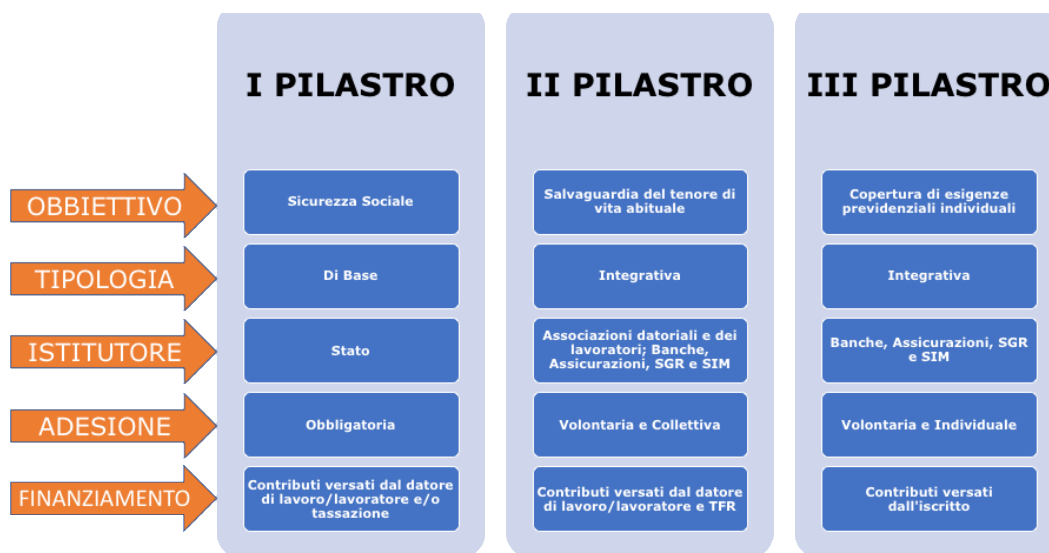 I PILASTRO
II PILASTRO
III PILASTRO
OBBIETTIVO
Sicurezza Sociale
Salvaguardia del tenore di
vita abituale
Copertura di esigenze
previdenziali individuali
TIPOLOGIA
Di Base
Integrativa
Integrativa
ISTITUTORE
Stato
Associazioni datoriali e dei
lavoratori; Banche,
Assicurazioni, SGR e SIM
Banche, Assicurazioni, SGR
e SIM
ADESIONE
Obbligatoria
Volontaria e Collettiva
Volontaria e Individuale
FINANZIAMENTO
Contributi versati dal datore
di lavoro/lavoratore e/o
tassazione
Contributi versati dal datore
di lavoro/lavoratore e TFR
Contributi versati
dall'iscritto